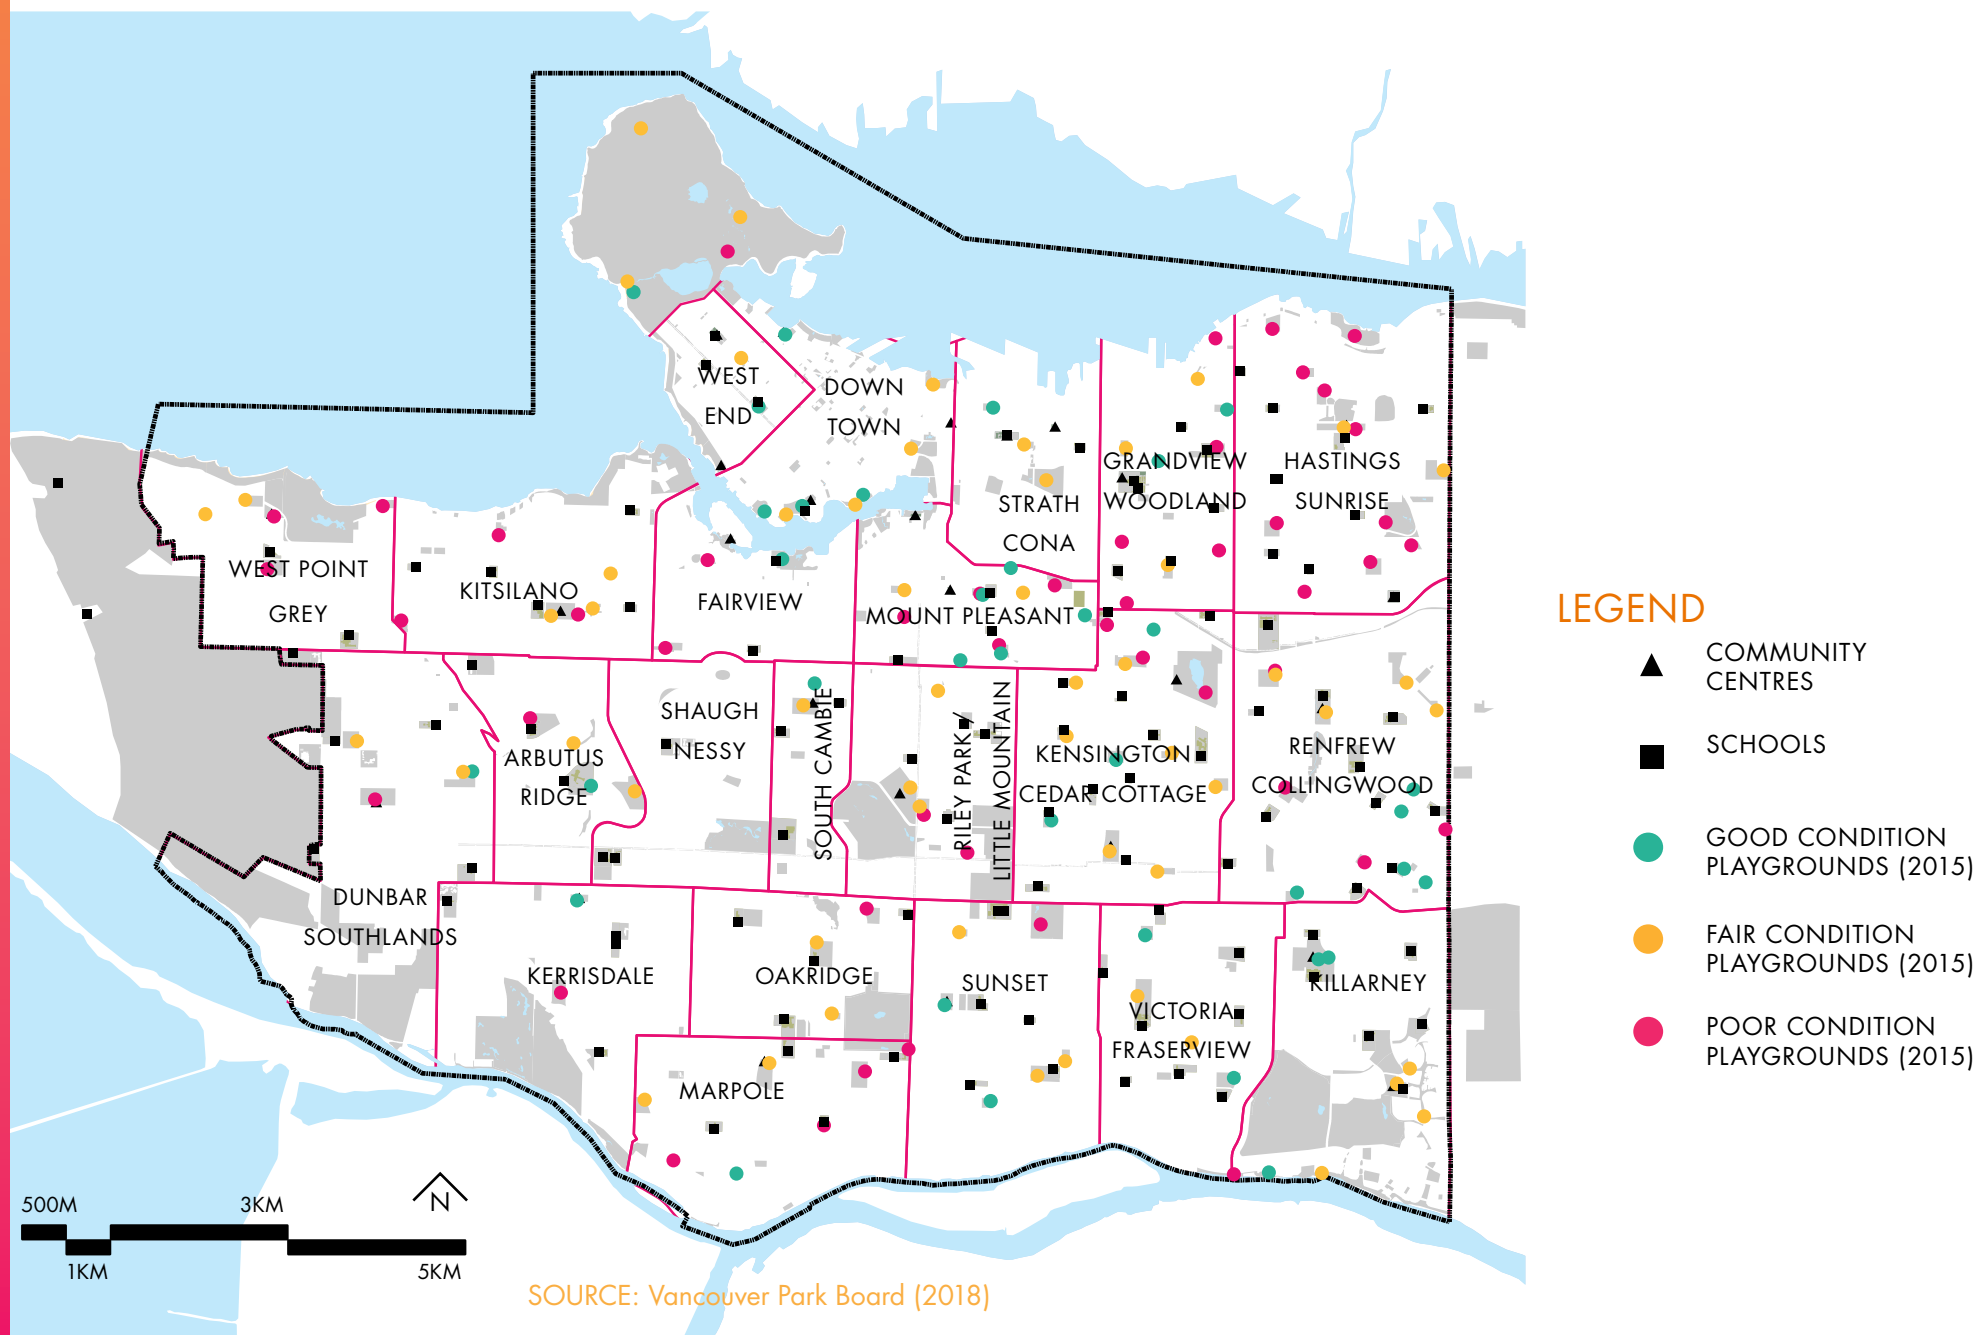 WEST
END
DOWN
TOWN
STRATH
CONA
GRANDVIEW
WOODLAND
HASTINGS
SUNRISE
WEST POINT
GREY
KITSILANO
FAIRVIEW
MOUNT PLEASANT
SHAUGH
NESSY
ARBUTUS
RIDGE
SOUTH CAMBIE
RILEY PARK /
LITTLE MOUNTAIN
KENSINGTON
CEDAR COTTAGE
RENFREW
COLLINGWOOD
DUNBAR
SOUTHLANDS
KERRISDALE
OAKRIDGE
SUNSET
VICTORIA
FRASERVIEW
KILLARNEY
MARPOLE
LEGEND
COMMUNITY
CENTRES
SCHOOLS
GOOD CONDITION
PLAYGROUNDS (2015)
FAIR CONDITION
PLAYGROUNDS (2015)
POOR CONDITION
PLAYGROUNDS (2015)
N
500M
3KM
1KM
5KM
SOURCE: Vancouver Park Board (2018)